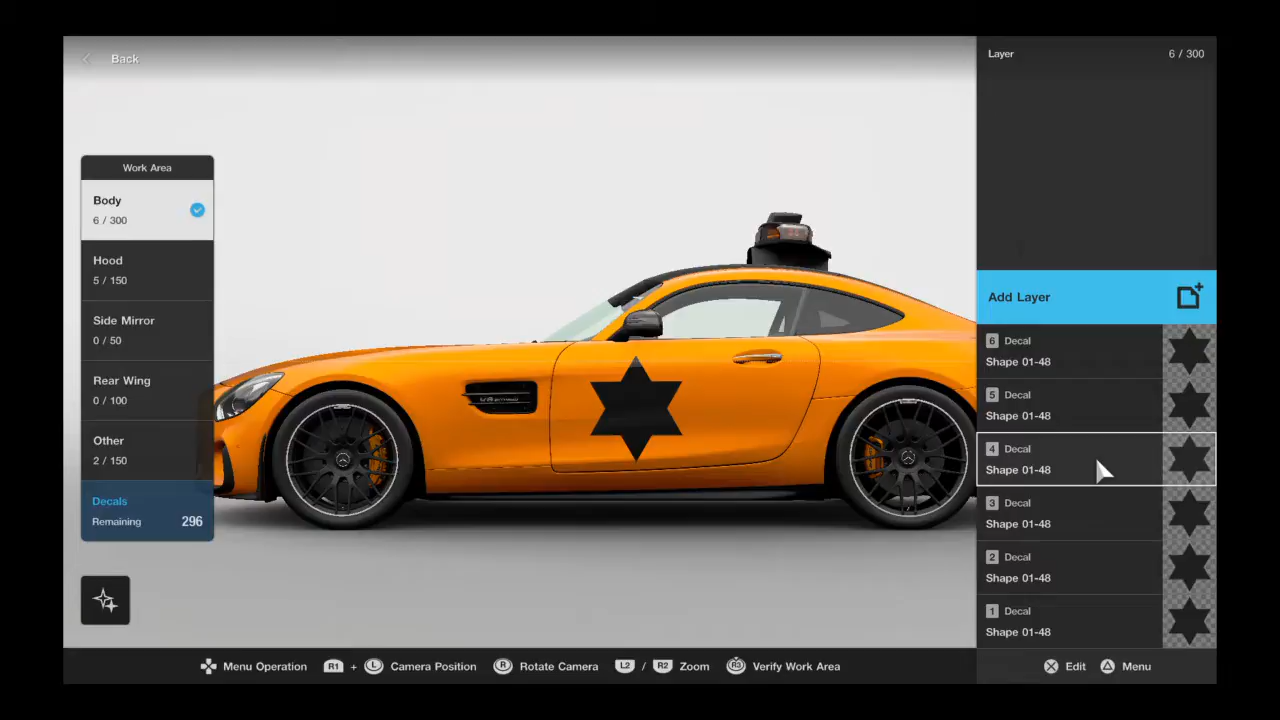 Back
Work Area
Body
6 / 300
Hood
5 / 150
Side Mirror
0 / 50
Rear Wing
0 / 100
Other
2 / 150
Decals
Remaining 296
Layer 6 / 300
Add Layer
6 Decal
Shape 01-48
5 Decal
Shape 01-48
4 Decal
Shape 01-48
3 Decal
Shape 01-48
2 Decal
Shape 01-48
1 Decal
Shape 01-48
Menu Operation R1 + L Camera Position R Rotate Camera L2 / R2 Zoom R3 Verify Work Area Edit Menu